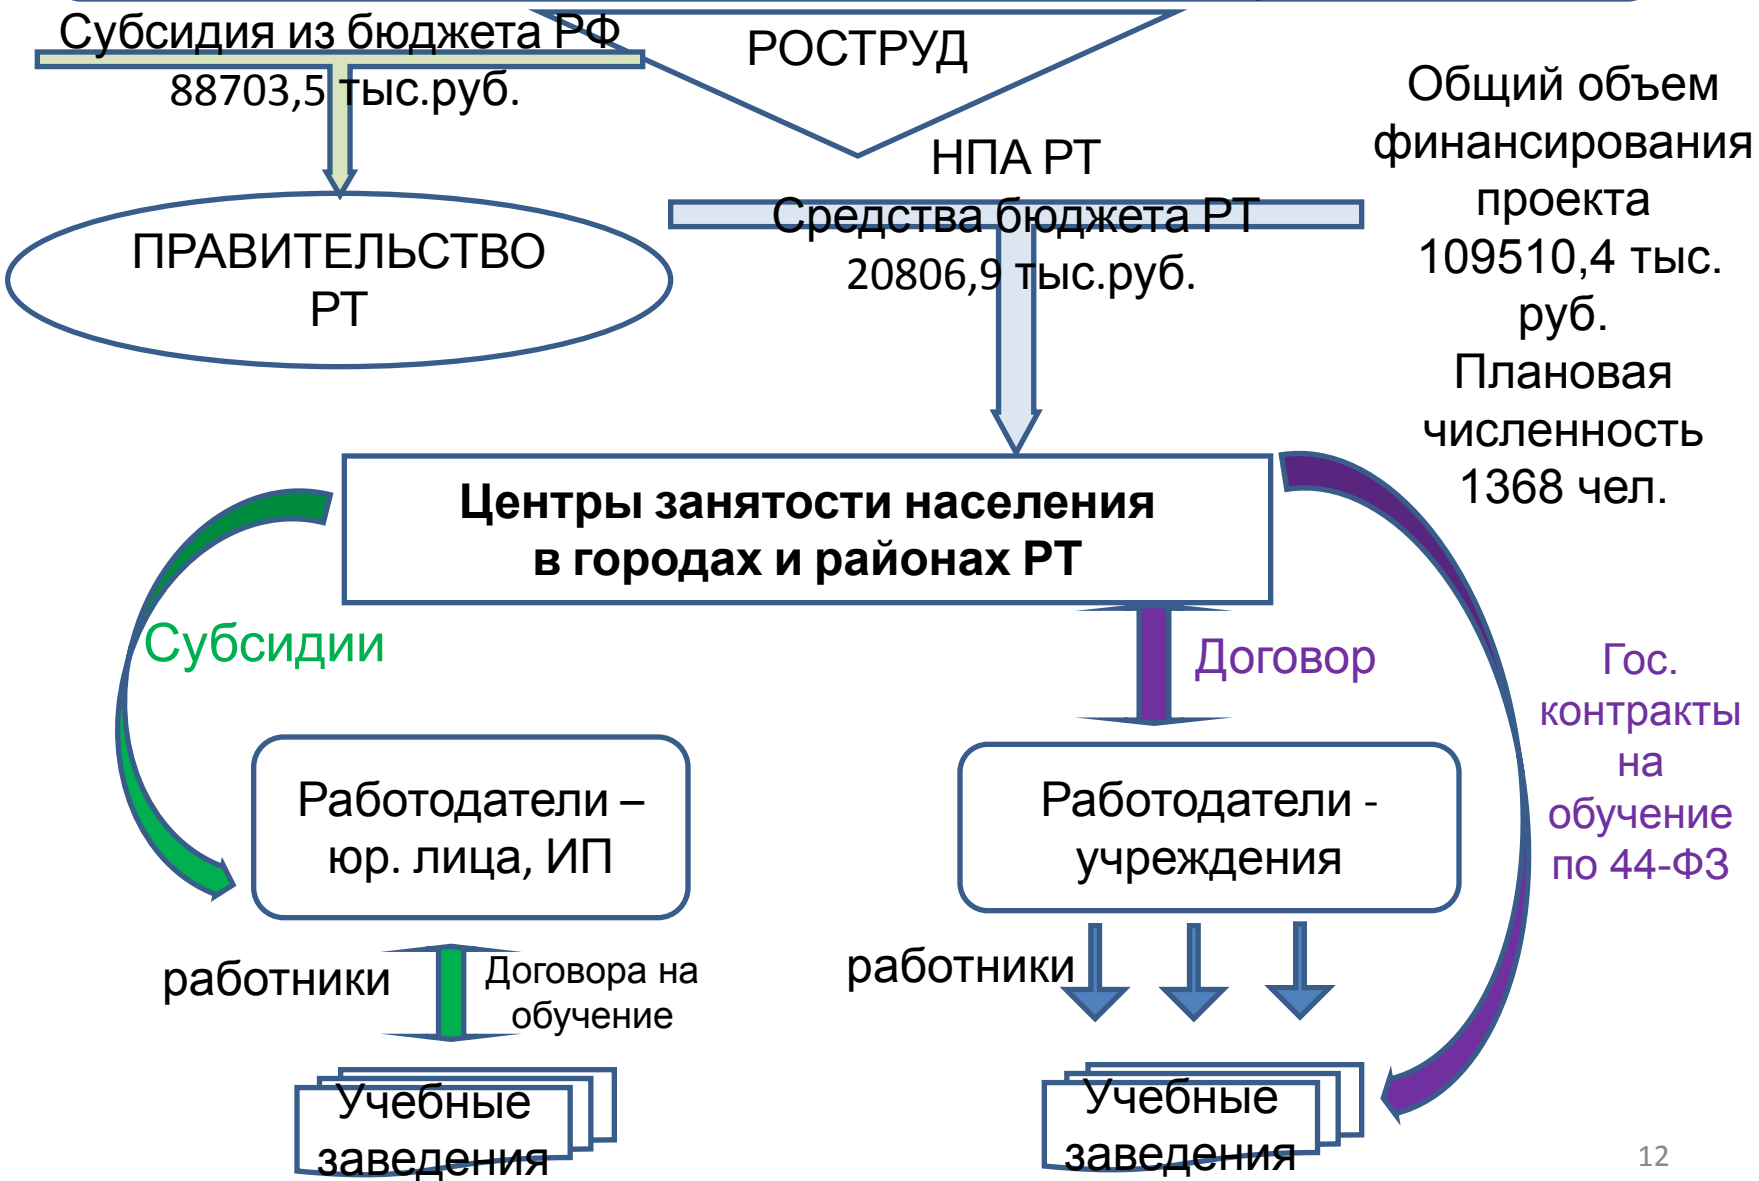 Субсидия из бюджета РФ
88703,5 тыс.руб.
РОСТРУД
Общий объем
финансирования
проекта
109510,4 тыс.
руб.
Плановая
численность
1368 чел.
НПА РТ
Средства бюджета РТ
20806,9 тыс.руб.
ПРАВИТЕЛЬСТВО
РТ
Центры занятости населения
в городах и районах РТ
Субсидии
Договор
Гос.
контракты
на
обучение
по 44-ФЗ
Работодатели –
юр. лица, ИП
Работодатели -
учреждения
работники
Договора на
обучение
работники
Учебные
заведения
Учебные
заведения
12